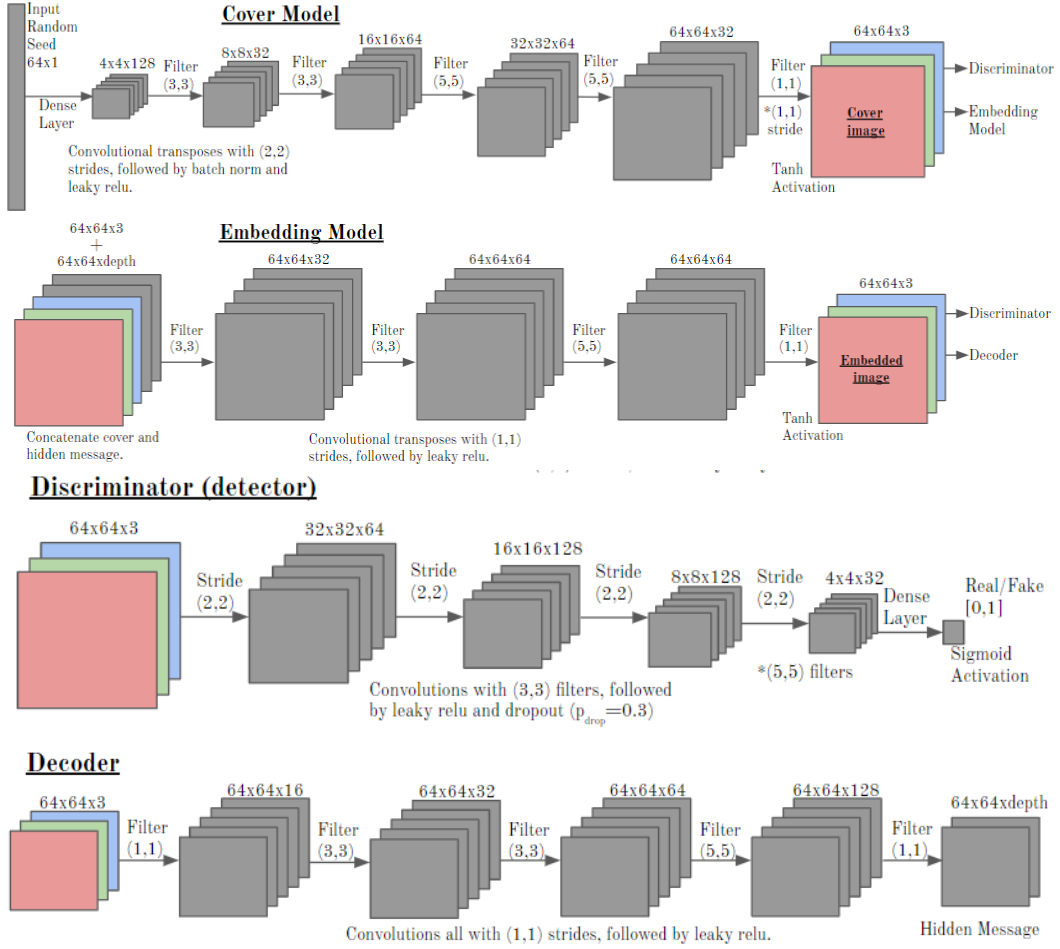 Cover Model
Input
Random
Seed
64x1
Dense
Layer
4x4x128
Filter
(3,3)
8x8x32
Filter
(3,3)
16x16x64
Filter
(5,5)
32x32x64
Filter
(5,5)
64x64x32
Filter
(1,1)
*(1,1)
stride
64x64x3
Cover
image
Tanh
Activation
Discriminator
Embedding
Model
Convolutional transposes with (2,2)
strides, followed by batch norm and
leaky relu.
Embedding Model
64x64x3
+
64x64xdepth
Concatenate cover and
hidden message.
Filter
(3,3)
64x64x32
Filter
(3,3)
64x64x64
Filter
(5,5)
64x64x64
Filter
(1,1)
64x64x3
Embedded
image
Tanh
Activation
Discriminator
Decoder
Convolutional transposes with (1,1)
strides, followed by leaky relu.
Discriminator (detector)
64x64x3
Stride
(2,2)
32x32x64
Stride
(2,2)
16x16x128
Stride
(2,2)
8x8x128
Stride
(2,2)
*(5,5) filters
4x4x32
Dense
Layer
Real/Fake
[0,1]
Sigmoid
Activation
Convolutions with (3,3) filters, followed
by leaky relu and dropout (p_drop=0.3)
Decoder
64x64x3
Filter
(1,1)
64x64x16
Filter
(3,3)
64x64x32
Filter
(3,3)
64x64x64
Filter
(5,5)
64x64x128
Filter
(1,1)
64x64xdepth
Hidden Message
Convolutions all with (1,1) strides, followed by leaky relu.